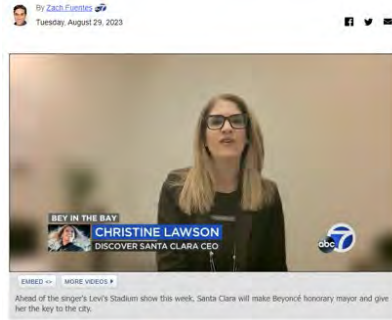 By Zach Fuentes
Tuesday, August 29, 2023
BEY IN THE BAY
CHRISTINE LAWSON
DISCOVER SANTA CLARA CEO
abc 7
EMBED <>
MORE VIDEOS
Ahead of the singer's Levi's Stadium show this week, Santa Clara will make Beyoncé honorary mayor and give
her the key to the city.